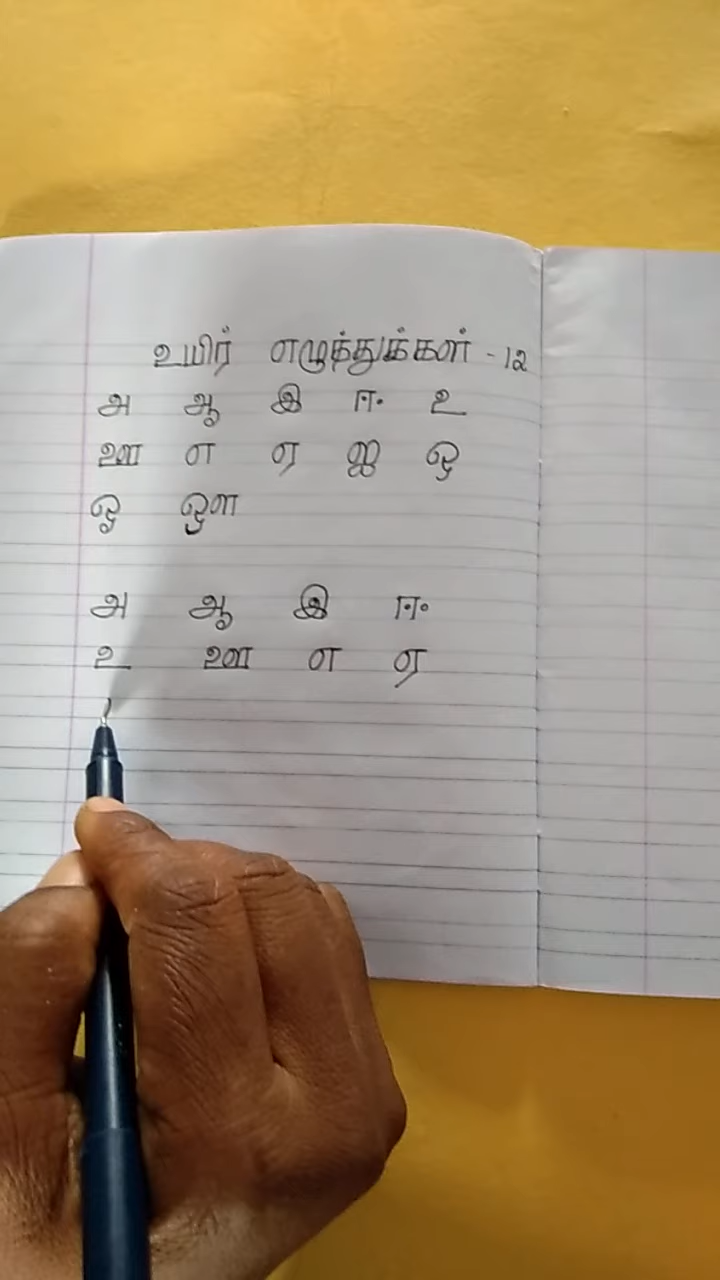 உயிர் எழுத்துக்கள் - 12
அ ஆ இ ஈ உ
ஊ எ ஏ ஐ ஒ
ஓ ஔ
அ ஆ இ ஈ
உ ஊ எ ஏ